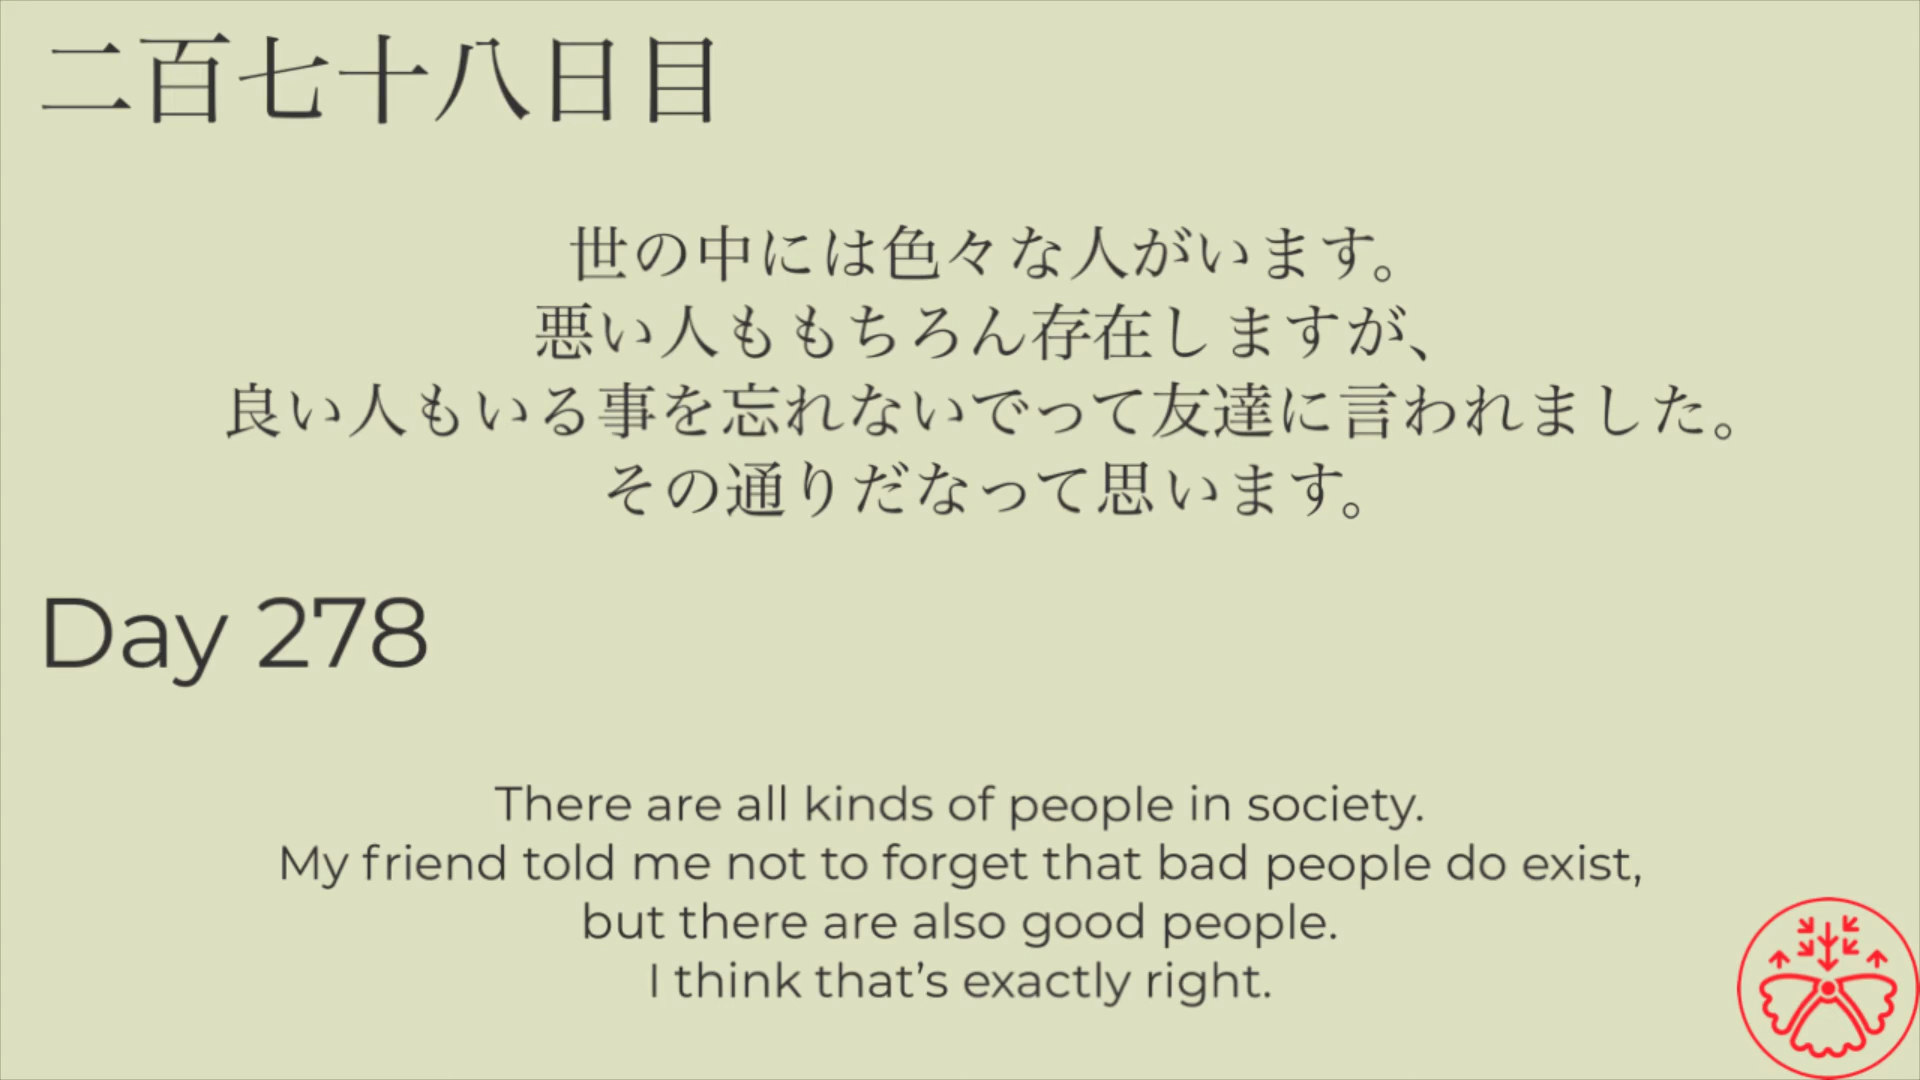 二百七十八日目
世の中には色々な人がいます。
悪い人ももちろん存在しますが、
良い人もいる事を忘れないでって友達に言われました。
その通りだなって思います。
Day 278
There are all kinds of people in society.
My friend told me not to forget that bad people do exist,
but there are also good people.
I think that’s exactly right.